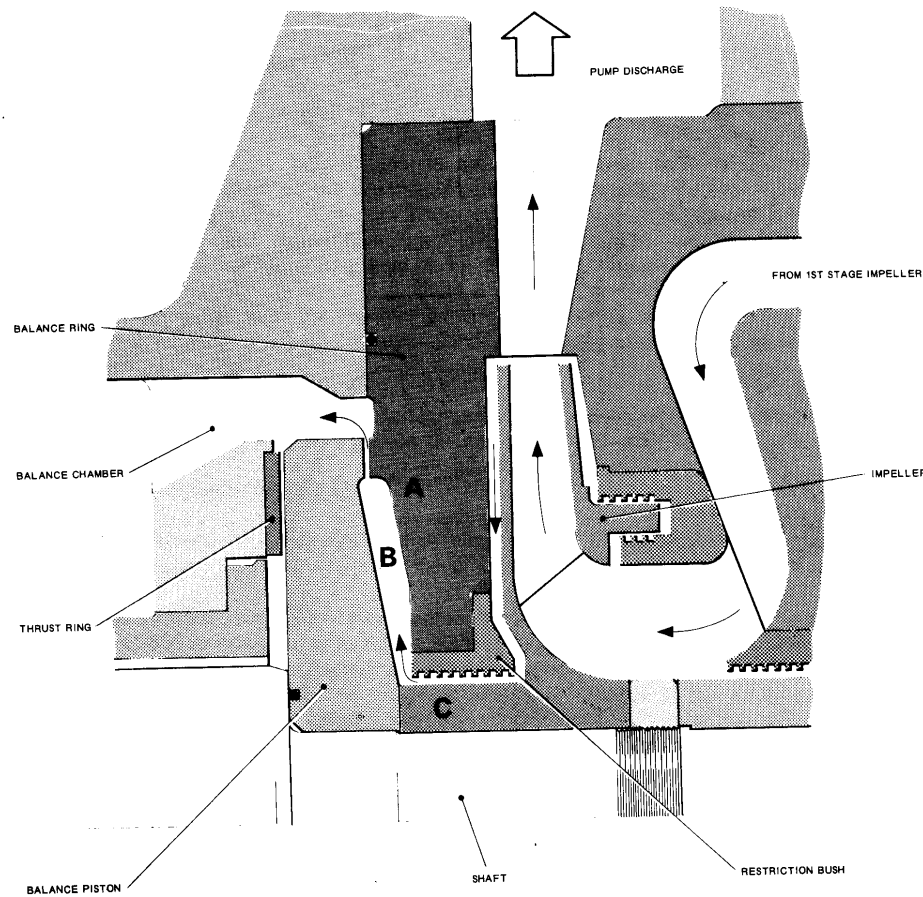 PUMP DISCHARGE
FROM 1ST STAGE IMPELLER
BALANCE RING
BALANCE CHAMBER
IMPELLER
A
B
THRUST RING
C
RESTRICTION BUSH
SHAFT
BALANCE PISTON